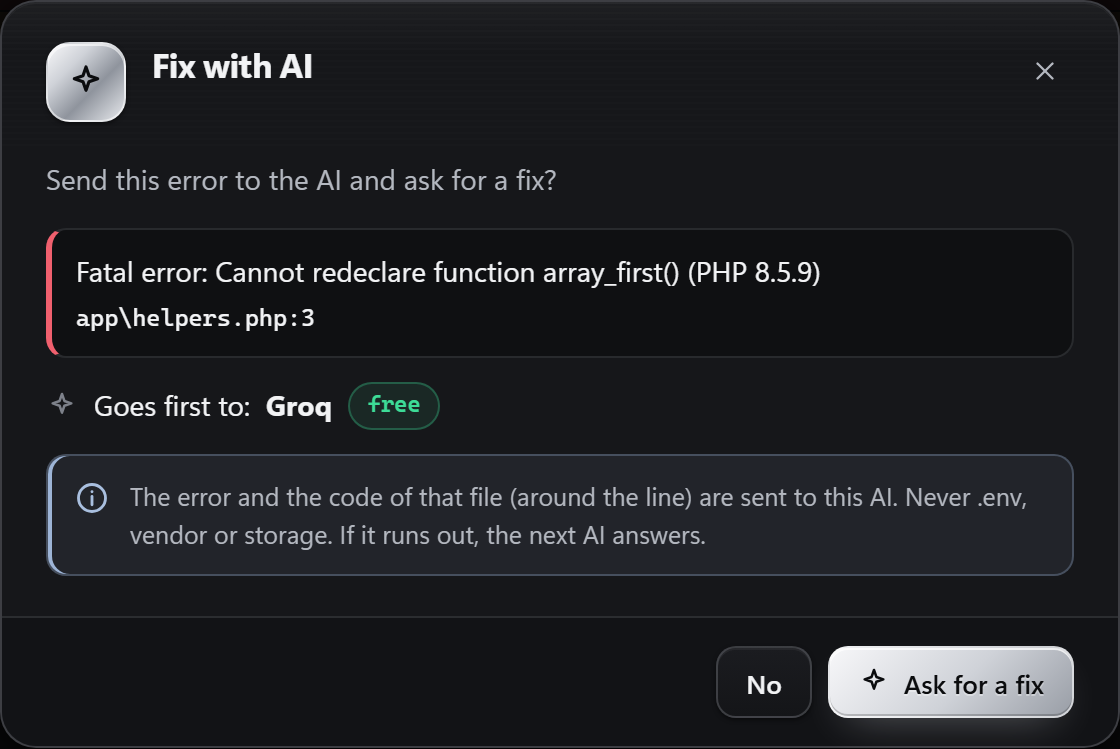 Fix with AI
Send this error to the AI and ask for a fix?
Fatal error: Cannot redeclare function array_first() (PHP 8.5.9)
app\helpers.php:3
Goes first to: Groq free
The error and the code of that file (around the line) are sent to this AI. Never .env,
vendor or storage. If it runs out, the next AI answers.
No
Ask for a fix